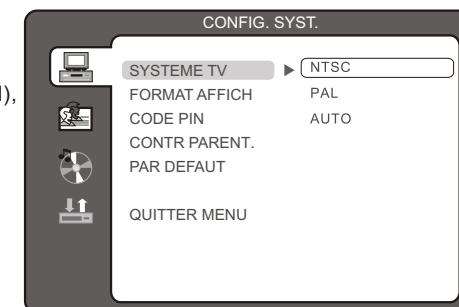 CONFIG. SYST.
),
SYSTEME TV
NTSC
FORMAT AFFICH
PAL
CODE PIN
AUTO
CONTR PARENT.
PAR DEFAUT
QUITTER MENU